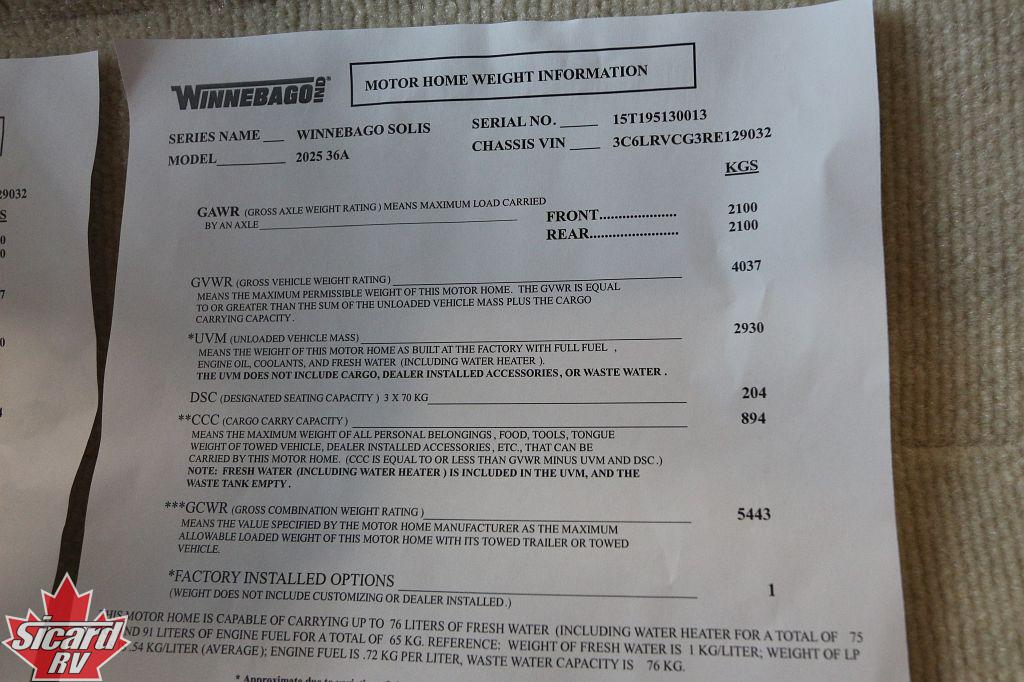 WINNEBAGO IND®
MOTOR HOME WEIGHT INFORMATION
SERIES NAME ___ WINNEBAGO SOLIS
SERIAL NO. _____ 15T195130013
MODEL_________ 2025 36A
CHASSIS VIN ____ 3C6LRVCG3RE129032
KGS
GAWR (GROSS AXLE WEIGHT RATING ) MEANS MAXIMUM LOAD CARRIED
BY AN AXLE
FRONT..................... 2100
REAR........................ 2100
GVWR (GROSS VEHICLE WEIGHT RATING ) 4037
MEANS THE MAXIMUM PERMISSIBLE WEIGHT OF THIS MOTOR HOME. THE GVWR IS EQUAL
TO OR GREATER THAN THE SUM OF THE UNLOADED VEHICLE MASS PLUS THE CARGO
CARRYING CAPACITY .
*UVM (UNLOADED VEHICLE MASS) 2930
MEANS THE WEIGHT OF THIS MOTOR HOME AS BUILT AT THE FACTORY WITH FULL FUEL ,
ENGINE OIL, COOLANTS, AND FRESH WATER (INCLUDING WATER HEATER ).
THE UVM DOES NOT INCLUDE CARGO, DEALER INSTALLED ACCESSORIES, OR WASTE WATER .
DSC (DESIGNATED SEATING CAPACITY ) 3 X 70 KG 204
**CCC (CARGO CARRY CAPACITY ) 894
MEANS THE MAXIMUM WEIGHT OF ALL PERSONAL BELONGINGS , FOOD, TOOLS, TONGUE
WEIGHT OF TOWED VEHICLE, DEALER INSTALLED ACCESSORIES , ETC., THAT CAN BE
CARRIED BY THIS MOTOR HOME. (CCC IS EQUAL TO OR LESS THAN GVWR MINUS UVM AND DSC .)
NOTE: FRESH WATER (INCLUDING WATER HEATER ) IS INCLUDED IN THE UVM, AND THE
WASTE TANK EMPTY .
***GCWR (GROSS COMBINATION WEIGHT RATING ) 5443
MEANS THE VALUE SPECIFIED BY THE MOTOR HOME MANUFACTURER AS THE MAXIMUM
ALLOWABLE LOADED WEIGHT OF THIS MOTOR HOME WITH ITS TOWED TRAILER OR TOWED
VEHICLE.
*FACTORY INSTALLED OPTIONS 1
(WEIGHT DOES NOT INCLUDE CUSTOMIZING OR DEALER INSTALLED .)
THIS MOTOR HOME IS CAPABLE OF CARRYING UP TO 76 LITERS OF FRESH WATER (INCLUDING WATER HEATER FOR A TOTAL OF 75
ND 91 LITERS OF ENGINE FUEL FOR A TOTAL OF 65 KG. REFERENCE: WEIGHT OF FRESH WATER IS 1 KG/LITER; WEIGHT OF LP
.54 KG/LITER (AVERAGE ); ENGINE FUEL IS .72 KG PER LITER, WASTE WATER CAPACITY IS 76 KG.
* Approximate due to
29032
Sicard
RV